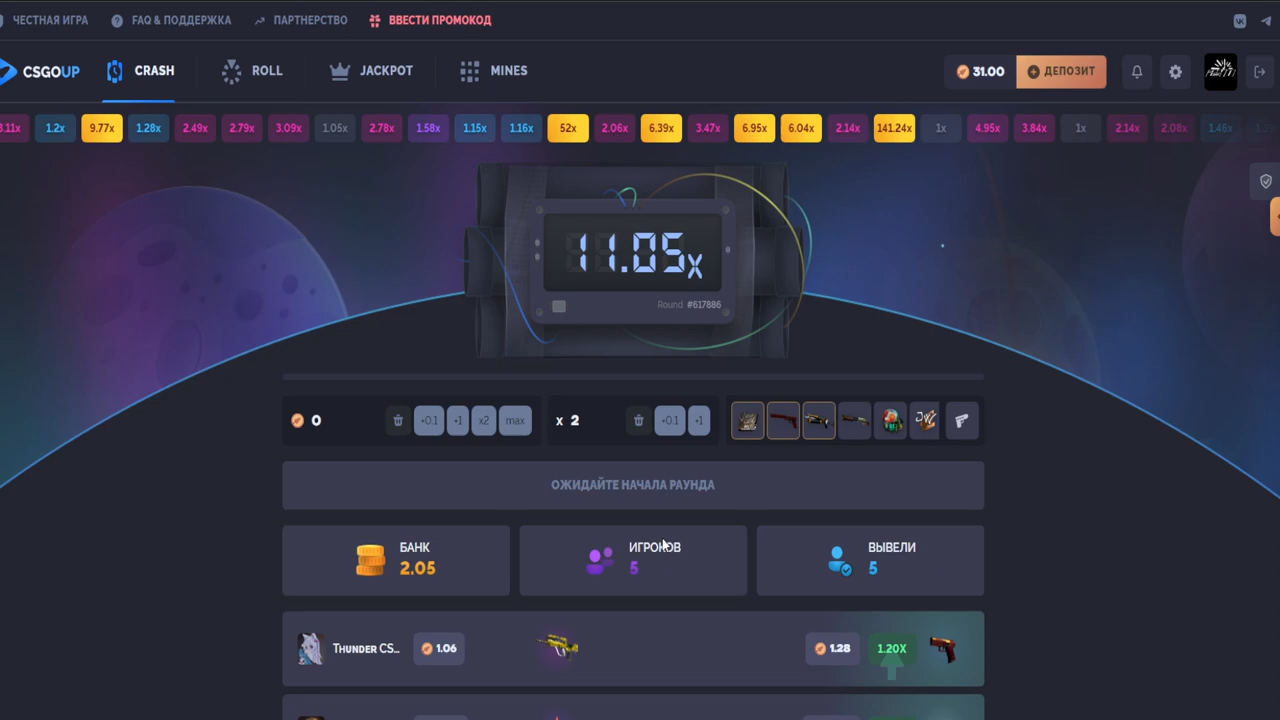 ЧЕСТНАЯ ИГРА
FAQ & ПОДДЕРЖКА
ПАРТНЕРСТВО
ВВЕСТИ ПРОМОКОД
CSGOUP
CRASH
ROLL
JACKPOT
MINES
31.00
ДЕПОЗИТ
3.11x 1.2x 9.77x 1.28x 2.49x 2.79x 3.09x 1.05x 2.78x 1.58x 1.15x 1.16x 52x 2.06x 6.39x 3.47x 6.95x 6.04x 2.14x 141.24x 1x 4.95x 3.84x 1x 2.14x 2.08x 1.46x
11.05x
Round #617886
0
+0.1
+1
x2
max
x 2
+0.1
+1
ОЖИДАЙТЕ НАЧАЛА РАУНДА
БАНК
2.05
ИГРОКОВ
5
ВЫВЕЛИ
5
Thunder CS...
1.06
1.28
1.20X